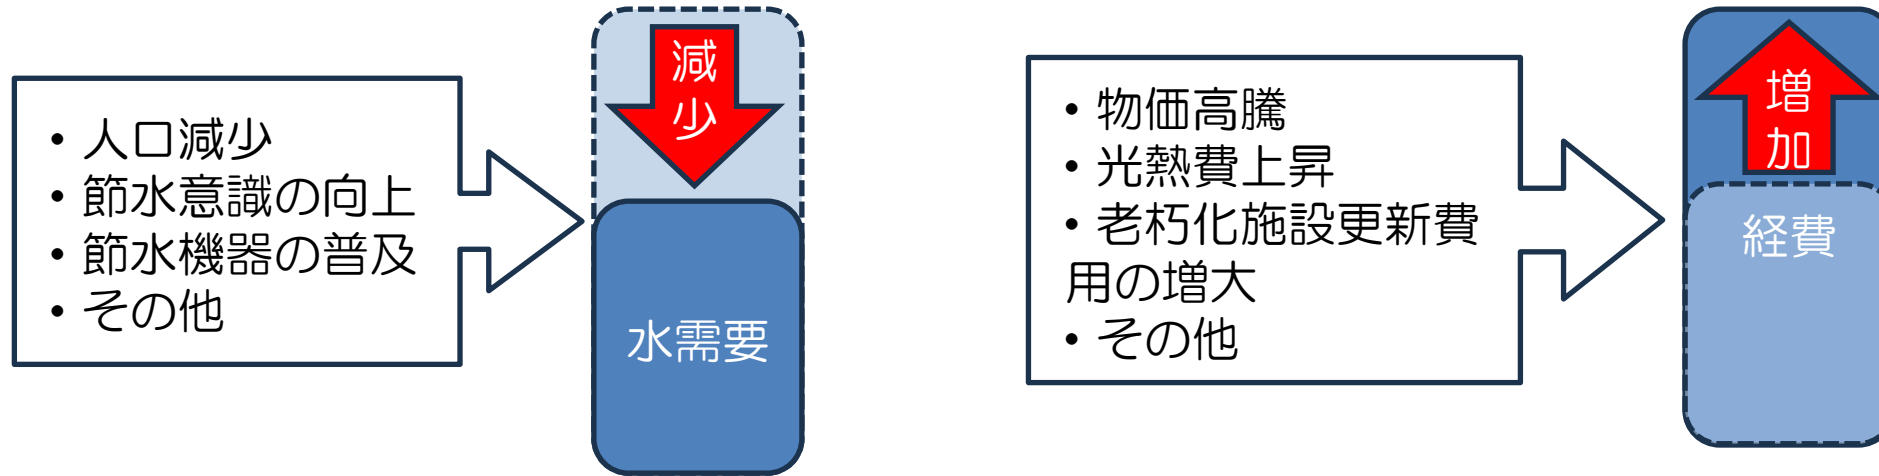 ・人口減少
・節水意識の向上
・節水機器の普及
・その他
減
少
水需要
・物価高騰
・光熱費上昇
・老朽化施設更新費
用の増大
・その他
増
加
経費